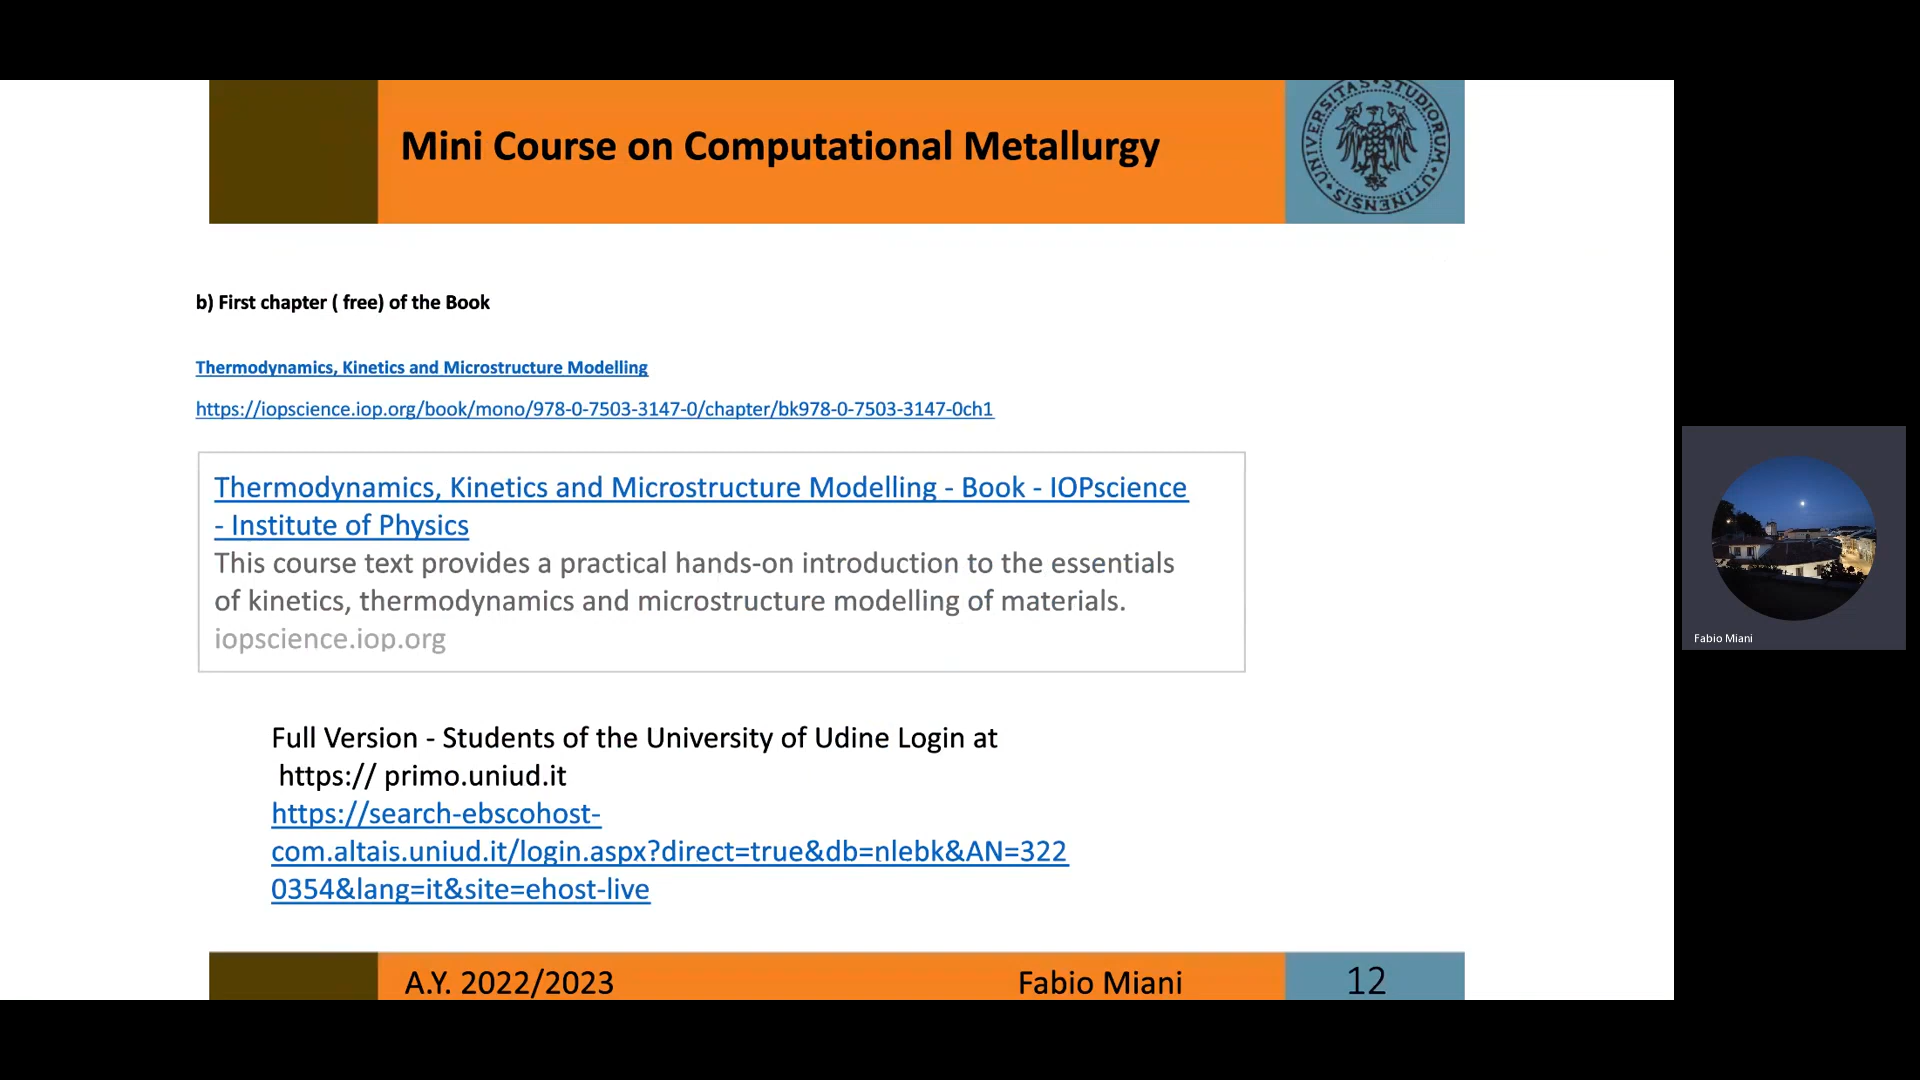 Mini Course on Computational Metallurgy
UNIVERSITAS·STUDIORUM·UTINENSIS·
b) First chapter ( free) of the Book
Thermodynamics, Kinetics and Microstructure Modelling
https://iopscience.iop.org/book/mono/978-0-7503-3147-0/chapter/bk978-0-7503-3147-0ch1
Thermodynamics, Kinetics and Microstructure Modelling - Book - IOPscience
- Institute of Physics
This course text provides a practical hands-on introduction to the essentials
of kinetics, thermodynamics and microstructure modelling of materials.
iopscience.iop.org
Full Version - Students of the University of Udine Login at
https:// primo.uniud.it
https://search-ebscohost-
com.altais.uniud.it/login.aspx?direct=true&db=nlebk&AN=322
0354&lang=it&site=ehost-live
Fabio Miani
A.Y. 2022/2023
Fabio Miani
12